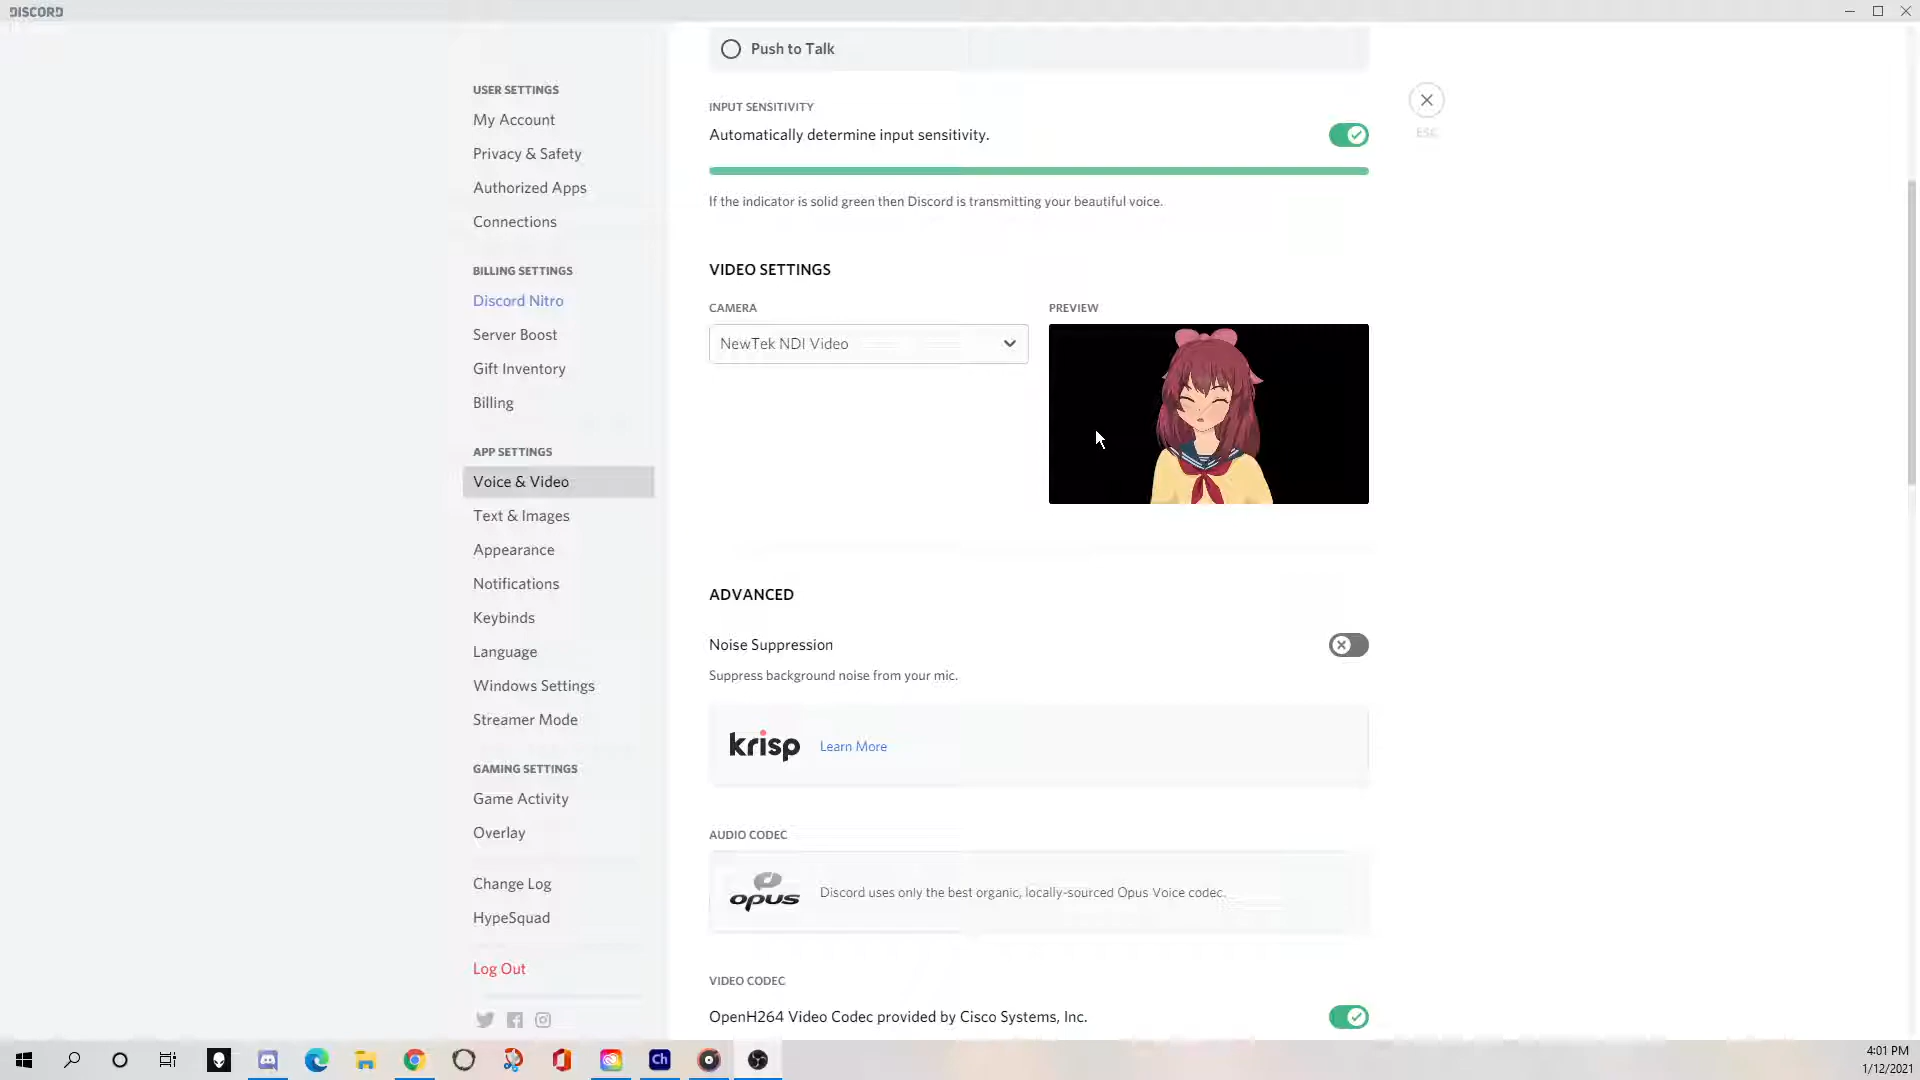 DISCORD
USER SETTINGS
My Account
Privacy & Safety
Authorized Apps
Connections
BILLING SETTINGS
Discord Nitro
Server Boost
Gift Inventory
Billing
APP SETTINGS
Voice & Video
Text & Images
Appearance
Notifications
Keybinds
Language
Windows Settings
Streamer Mode
GAMING SETTINGS
Game Activity
Overlay
Change Log
HypeSquad
Log Out
Push to Talk
INPUT SENSITIVITY
Automatically determine input sensitivity.
If the indicator is solid green then Discord is transmitting your beautiful voice.
VIDEO SETTINGS
CAMERA
NewTek NDI Video
PREVIEW
ADVANCED
Noise Suppression
Suppress background noise from your mic.
krisp Learn More
AUDIO CODEC
opus Discord uses only the best organic, locally-sourced Opus Voice codec.
VIDEO CODEC
OpenH264 Video Codec provided by Cisco Systems, Inc.
ESC
Ch
4:01 PM
1/12/2021